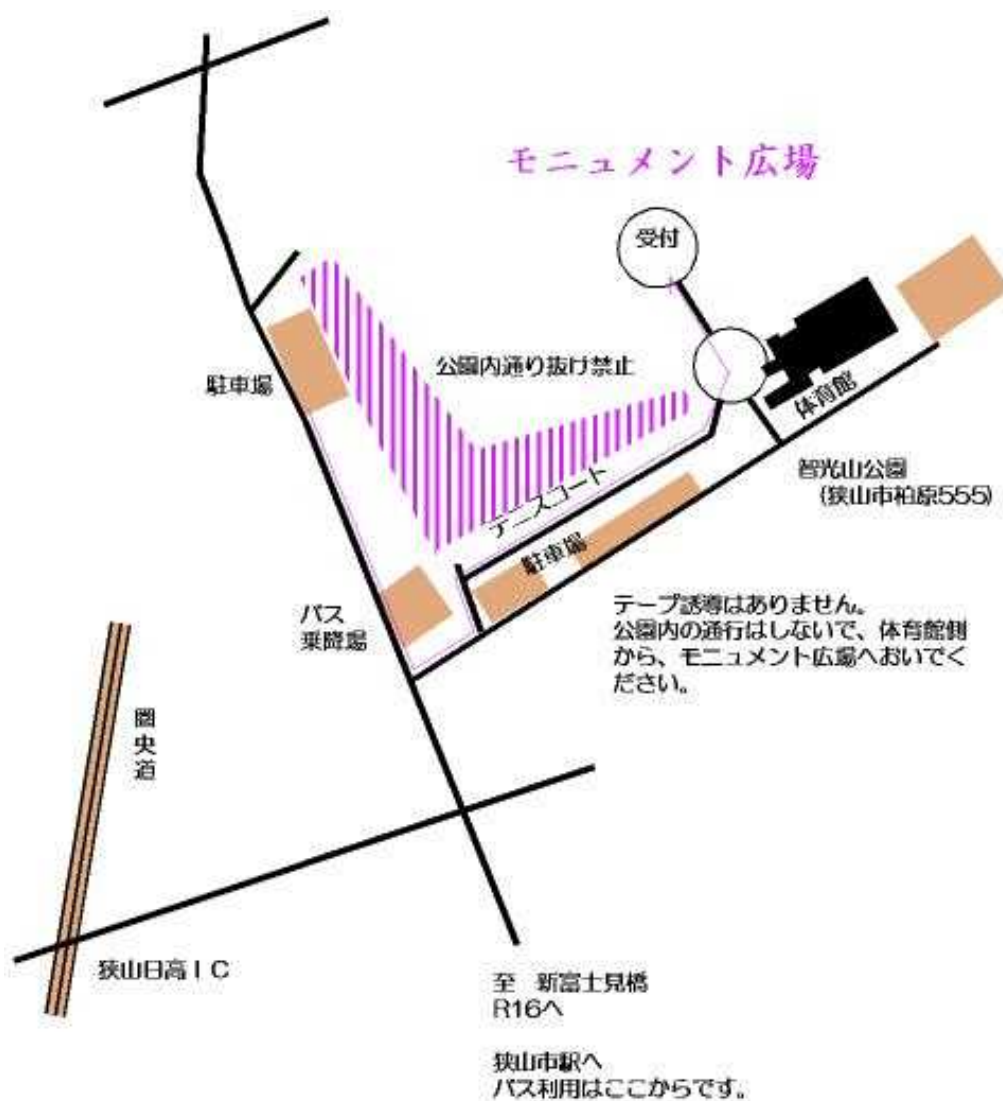 モニュメント広場
受付
公園内通り抜け禁止
駐車場
体育館
智光山公園
(狭山市柏原555)
テニスコート
駐車場
バス
乗降場
テープ誘導はありません。
公園内の通行はしないで、体育館側
から、モニュメント広場へおいでく
ださい。
圏央道
狭山日高IC
至 新富士見橋
R16へ
狭山市駅へ
バス利用はここからです。